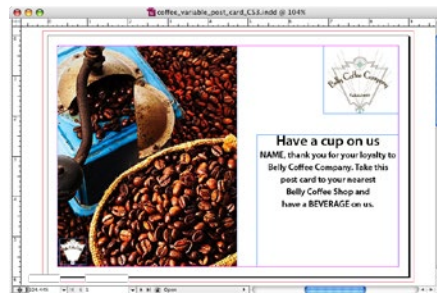 coffee_variable_post_card_CS3.indd @ 104%
Belly Coffee Company
Have a cup on us
NAME, thank you for your loyalty to
Belly Coffee Company. Take this
post card to your nearest
Belly Coffee Shop and
have a BEVERAGE on us.
Open